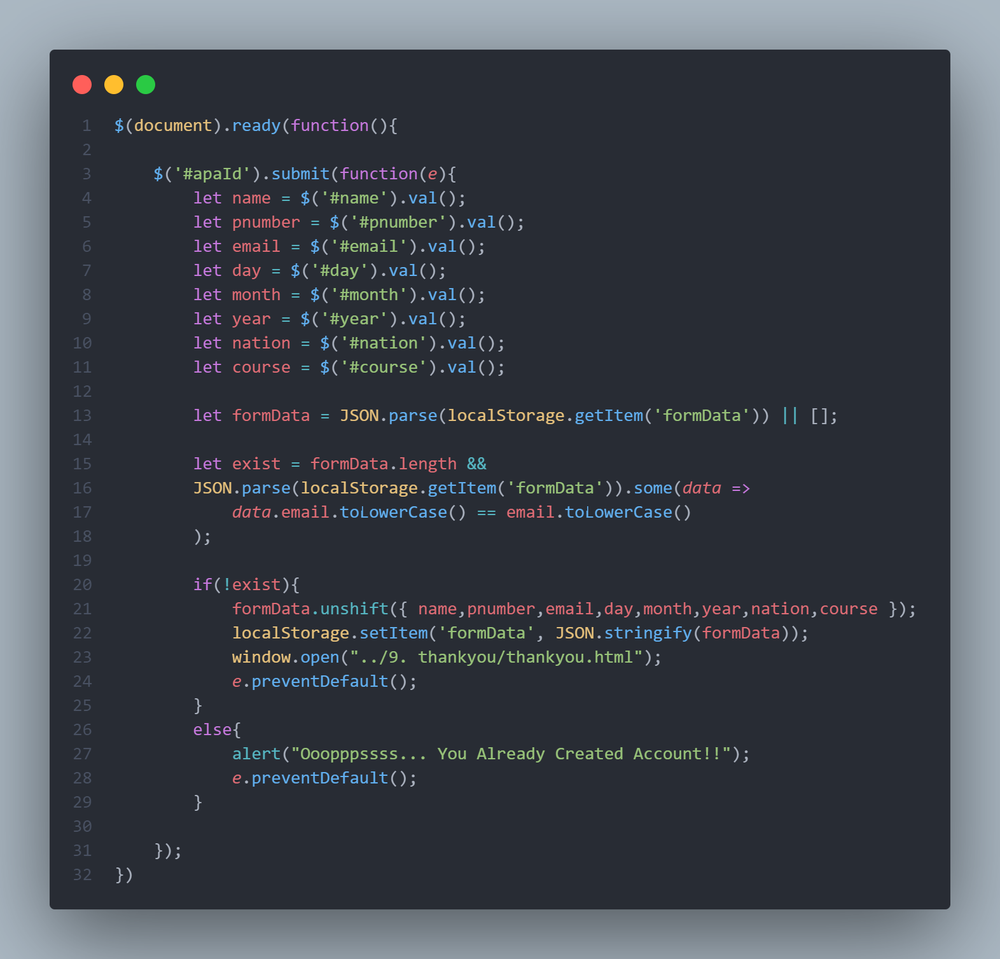 1 $(document).ready(function(){
2
3     $('#apaId').submit(function(e){
4         let name = $('#name').val();
5         let pnumber = $('#pnumber').val();
6         let email = $('#email').val();
7         let day = $('#day').val();
8         let month = $('#month').val();
9         let year = $('#year').val();
10         let nation = $('#nation').val();
11         let course = $('#course').val();
12
13         let formData = JSON.parse(localStorage.getItem('formData')) || [];
14
15         let exist = formData.length &&
16         JSON.parse(localStorage.getItem('formData')).some(data =>
17             data.email.toLowerCase() == email.toLowerCase()
18         );
19
20         if(!exist){
21             formData.unshift({ name,pnumber,email,day,month,year,nation,course });
22             localStorage.setItem('formData', JSON.stringify(formData));
23             window.open("../9. thankyou/thankyou.html");
24             e.preventDefault();
25         }
26         else{
27             alert("Ooopppssss... You Already Created Account!!");
28             e.preventDefault();
29         }
30
31     });
32 })